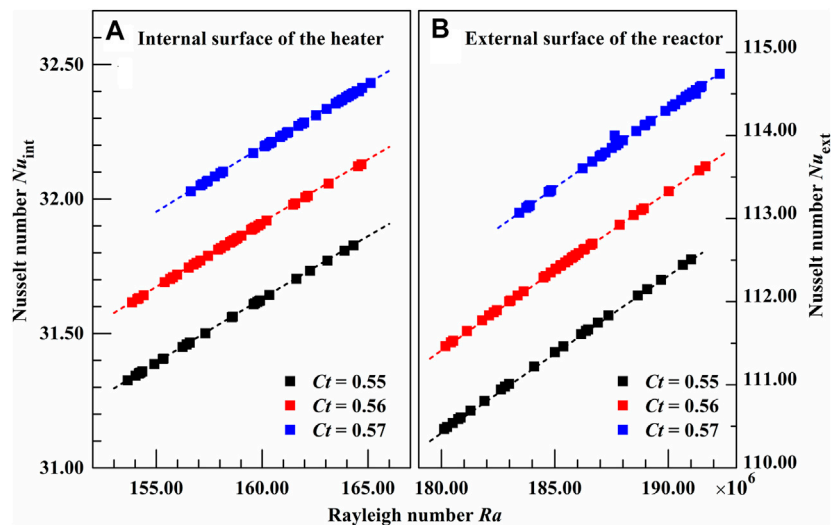 A Internal surface of the heater
B External surface of the reactor
32.50
32.00
31.50
31.00
Nusselt number Nu_int
115.00
114.00
113.00
112.00
111.00
110.00
Nusselt number Nu_ext
Ct = 0.55
Ct = 0.56
Ct = 0.57
Ct = 0.55
Ct = 0.56
Ct = 0.57
155.00 160.00 165.00
180.00 185.00 190.00 ×10⁶
Rayleigh number Ra